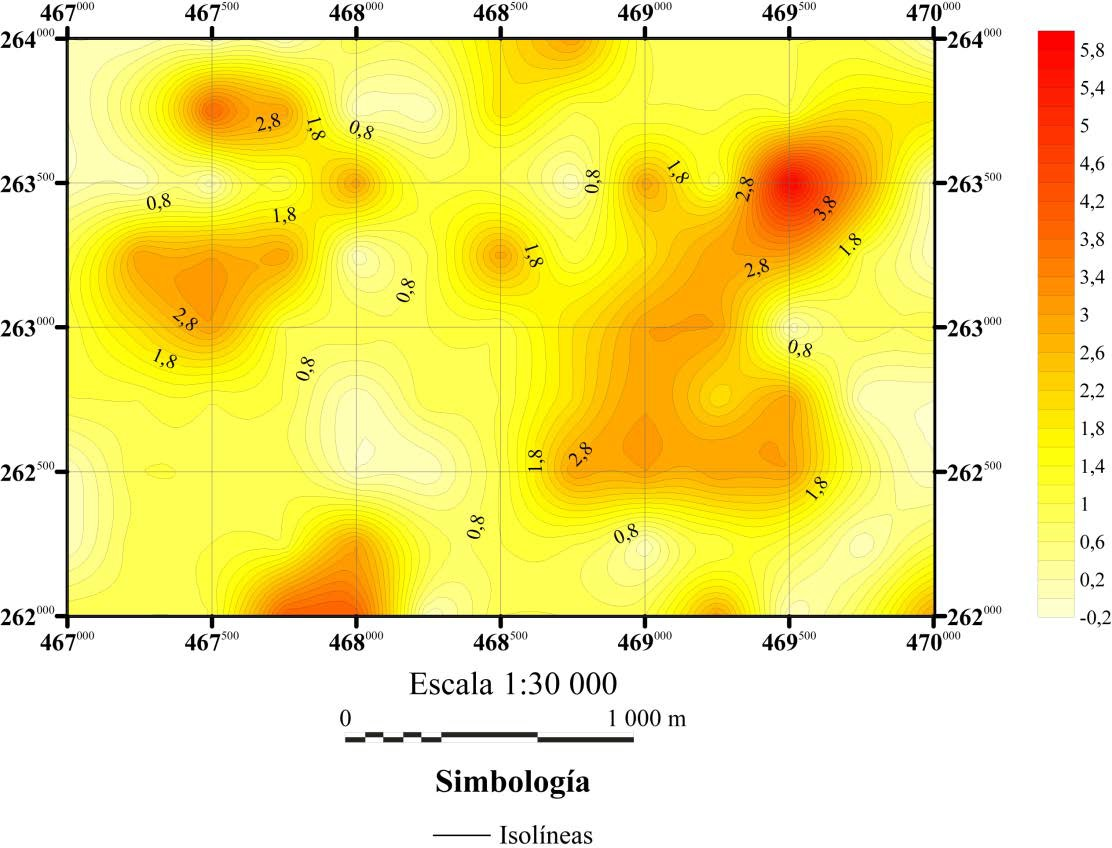 467000 467500 468000 468500 469000 469500 470000
264000 264000
5,8
5,4
2,8 1,8 0,8
5
4,6
263500 0,8 1,8 2,8 263500
0,8 1,8 3,8
4,2
1,8 1.8
3,8
0,8 2,8
3,4
2,8
263000 263000
3
1,8 0,8 0,8
2,6
2,2
1,8 2,8
1,8
262500 262500
1,4
1,8
1
0,8 0,8
0,6
0,2
262000 262000
-0,2
467000 467500 468000 468500 469000 469500 470000
Escala 1:30 000
0 1 000 m
Simbología
Isolíneas